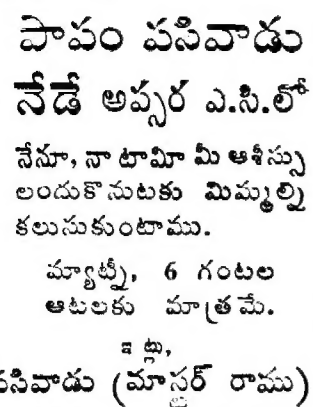 పాపం పసివాడు
నేడే అప్సర ఎ.సి.లో
నేనూ, నా టామీ మీ ఆశీస్సు
లందుకొనుటకు మిమ్మల్ని
కలుసుకుంటాము.
మ్యాట్నీ, 6 గంటల
ఆటలకు మాత్రమే.
ఇట్లు,
పసివాడు (మాస్టర్ రాము)